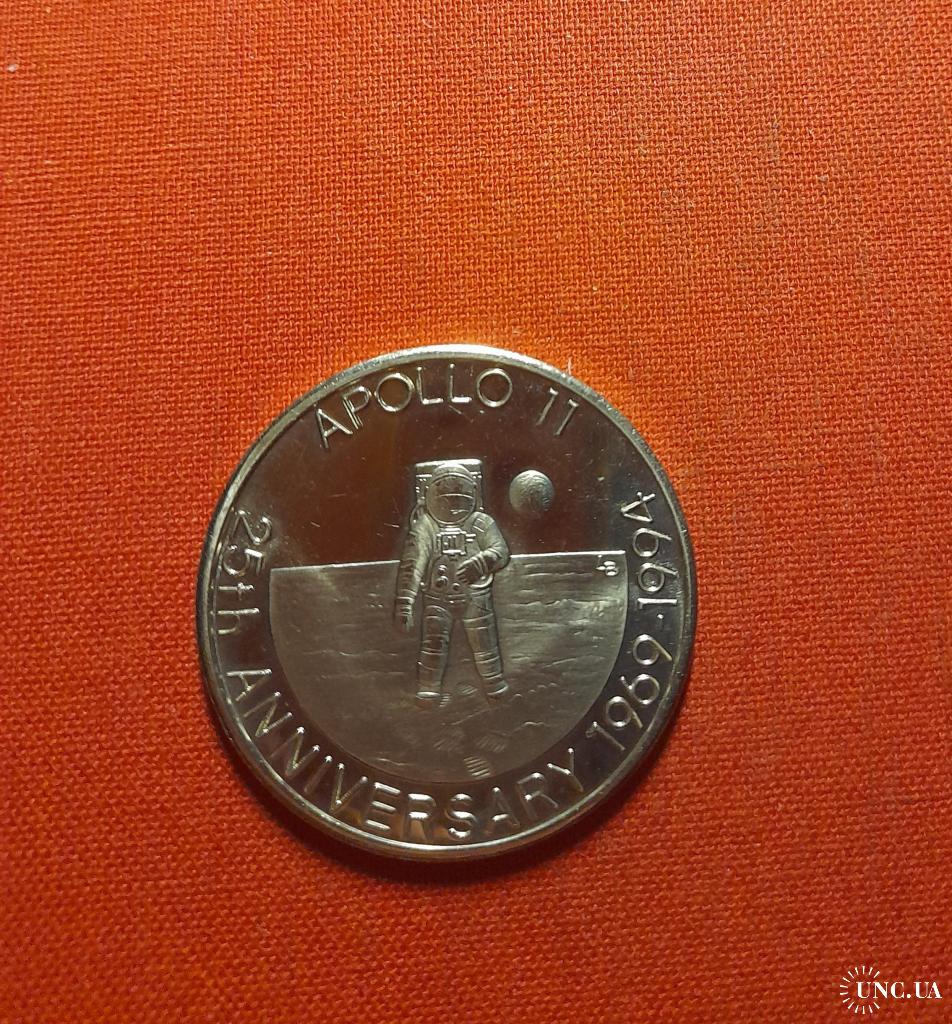 APOLLO 11
25th ANNIVERSARY 1969-1994
UNC.UA